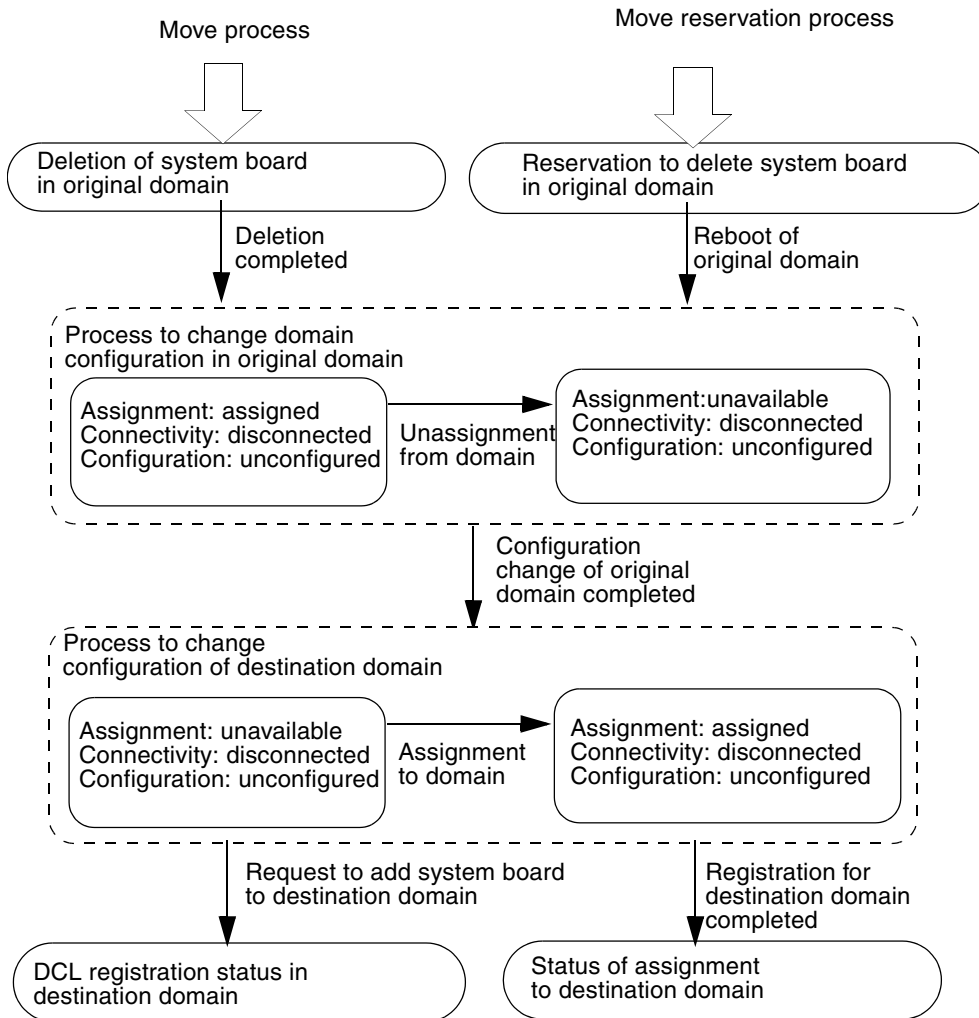 Move process
Move reservation process
Deletion of system board
in original domain
Reservation to delete system board
in original domain
Deletion
completed
Reboot of
original domain
Process to change domain
configuration in original domain
Assignment: assigned
Connectivity: disconnected
Configuration: unconfigured
Unassignment
from domain
Assignment:unavailable
Connectivity: disconnected
Configuration: unconfigured
Configuration
change of original
domain completed
Process to change
configuration of destination domain
Assignment: unavailable
Connectivity: disconnected
Configuration: unconfigured
Assignment
to domain
Assignment: assigned
Connectivity: disconnected
Configuration: unconfigured
Request to add system board
to destination domain
Registration for
destination domain
completed
DCL registration status in
destination domain
Status of assignment
to destination domain